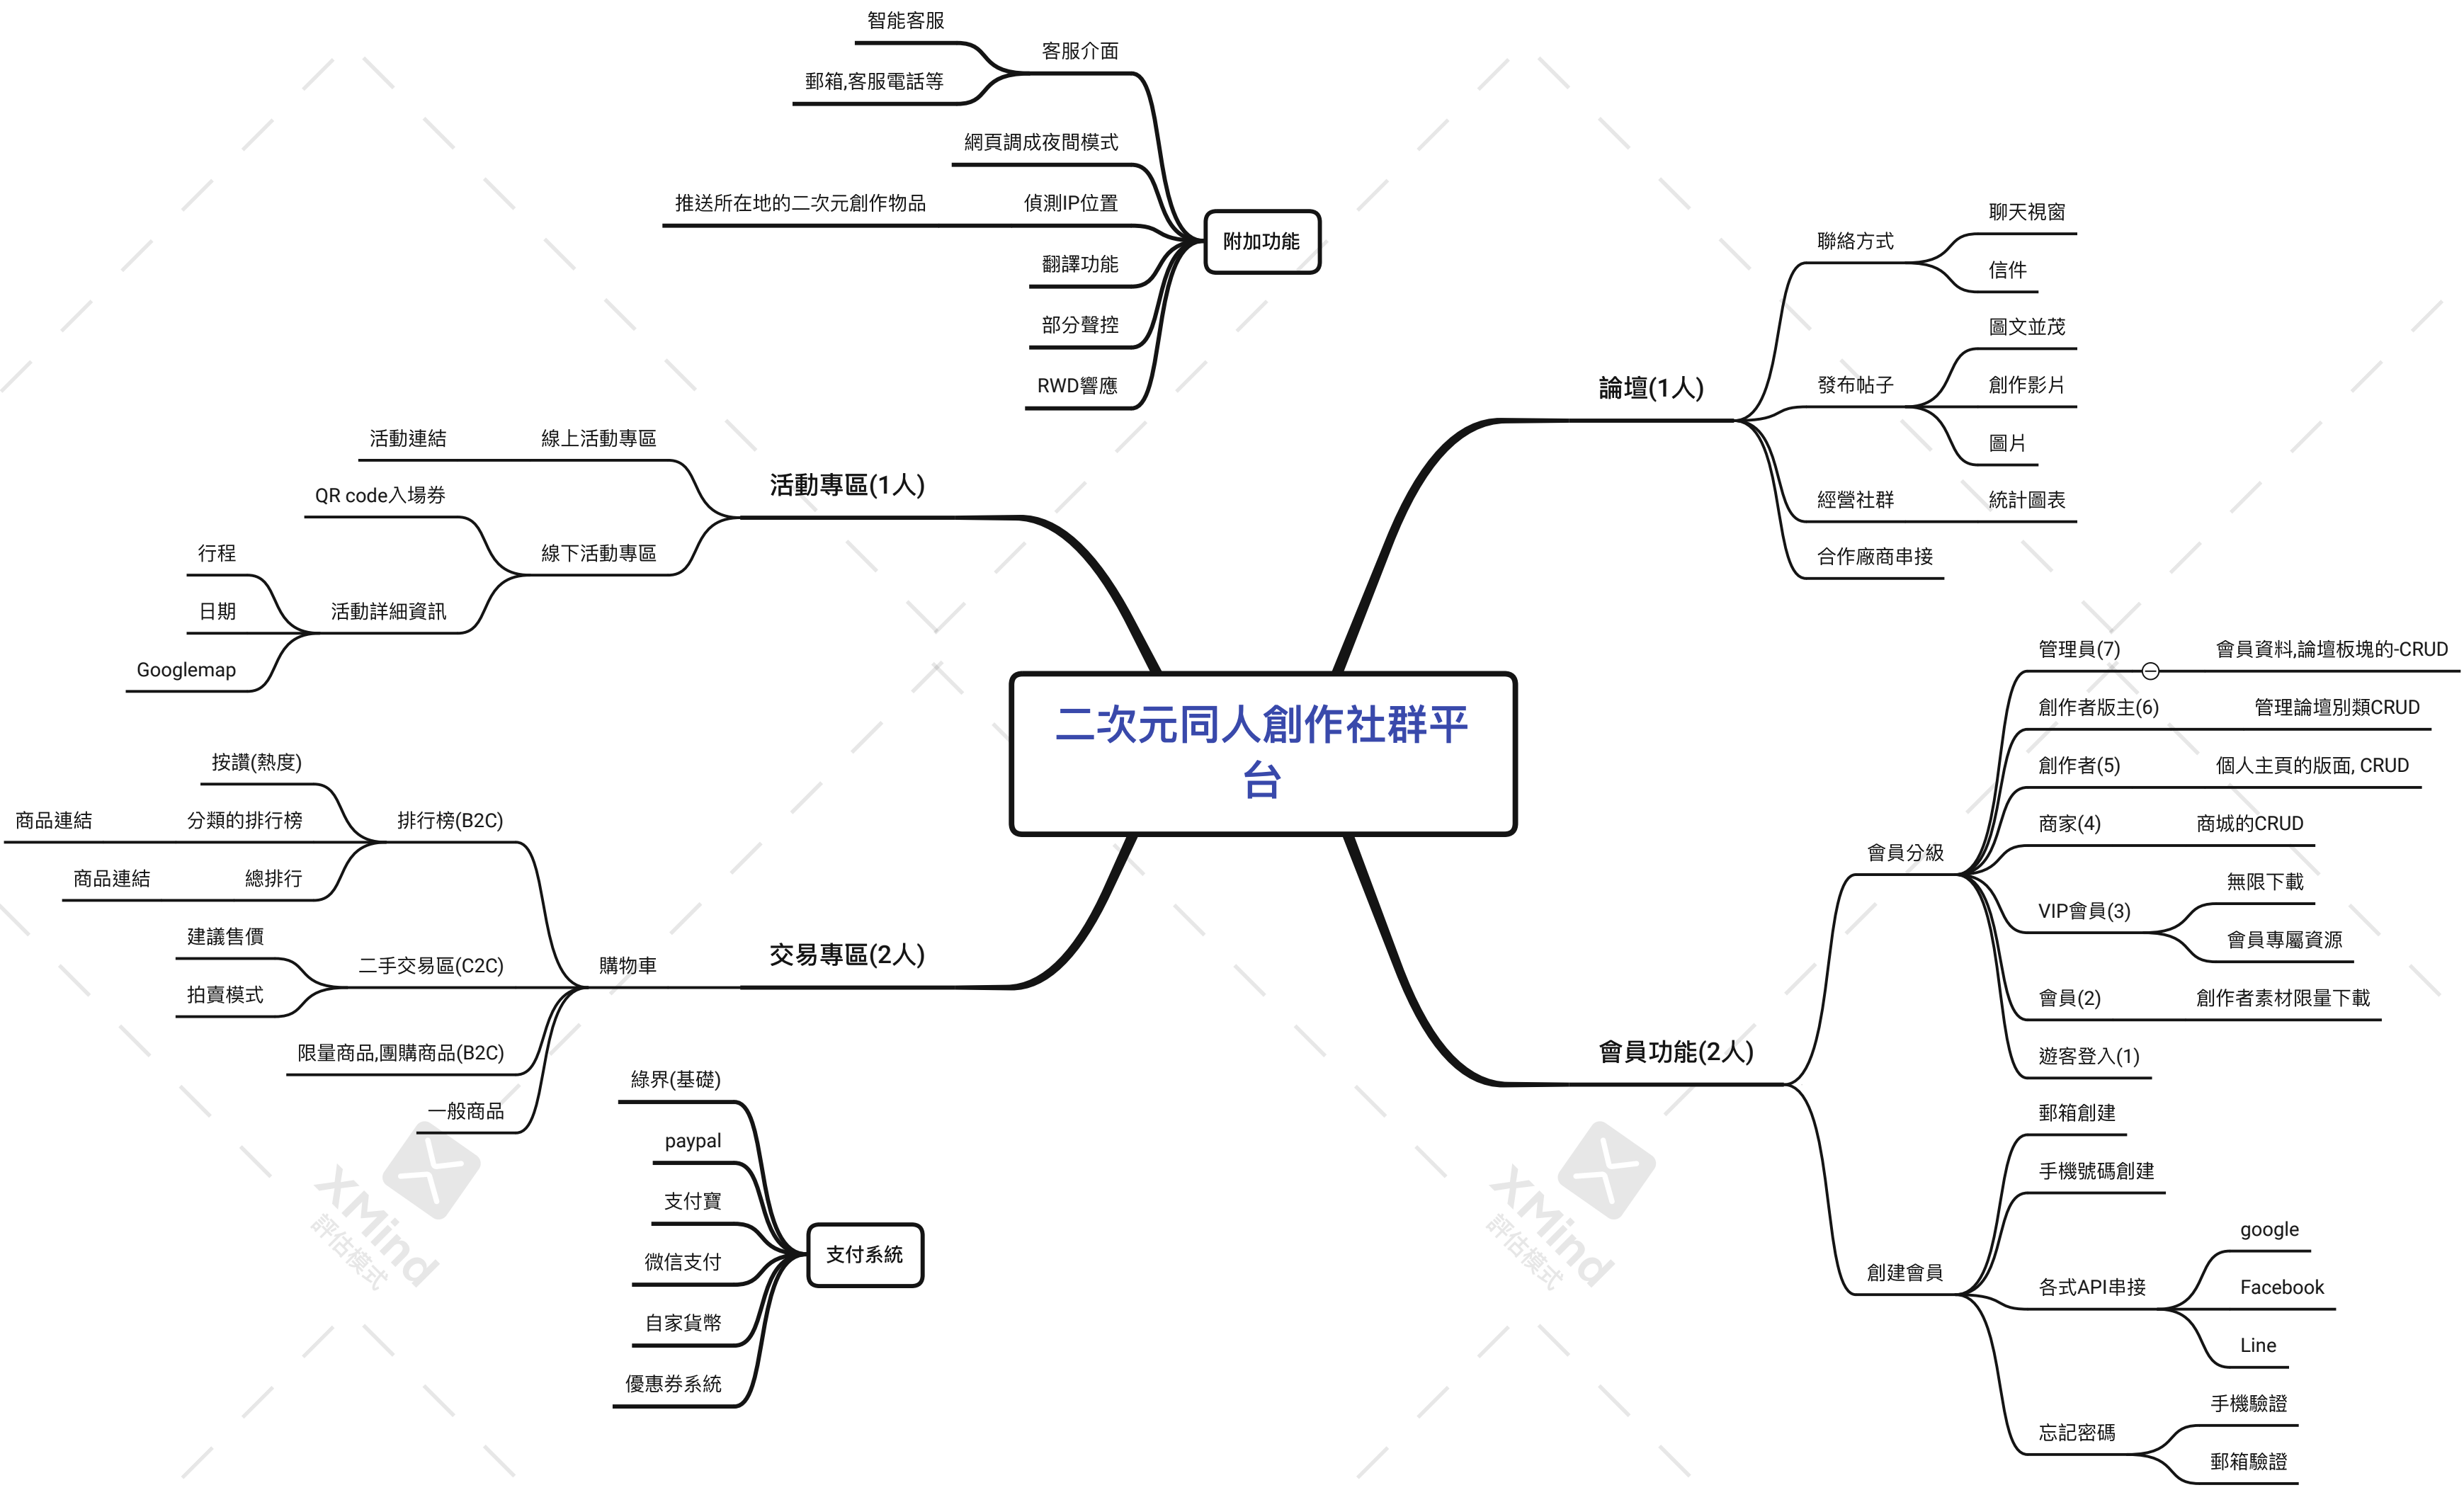 智能客服
客服介面
郵箱,客服電話等
網頁調成夜間模式
推送所在地的二次元創作物品
偵測IP位置
附加功能
翻譯功能
部分聲控
RWD響應
聊天視窗
聯絡方式
信件
圖文並茂
論壇(1人)
發布帖子
創作影片
圖片
經營社群
統計圖表
合作廠商串接
活動連結
線上活動專區
活動專區(1人)
QR code入場券
線下活動專區
行程
日期
活動詳細資訊
Googlemap
二次元同人創作社群平
台
管理員(7)
會員資料,論壇板塊的-CRUD
創作者版主(6)
管理論壇別類CRUD
創作者(5)
個人主頁的版面, CRUD
商家(4)
商城的CRUD
會員分級
無限下載
VIP會員(3)
會員專屬資源
會員(2)
創作者素材限量下載
遊客登入(1)
會員功能(2人)
郵箱創建
手機號碼創建
google
創建會員
各式API串接
Facebook
Line
手機驗證
忘記密碼
郵箱驗證
按讚(熱度)
商品連結
分類的排行榜
排行榜(B2C)
商品連結
總排行
建議售價
二手交易區(C2C)
購物車
交易專區(2人)
拍賣模式
限量商品,團購商品(B2C)
一般商品
綠界(基礎)
paypal
支付寶
支付系統
微信支付
自家貨幣
優惠券系統
XMind
評估模式
XMind
評估模式